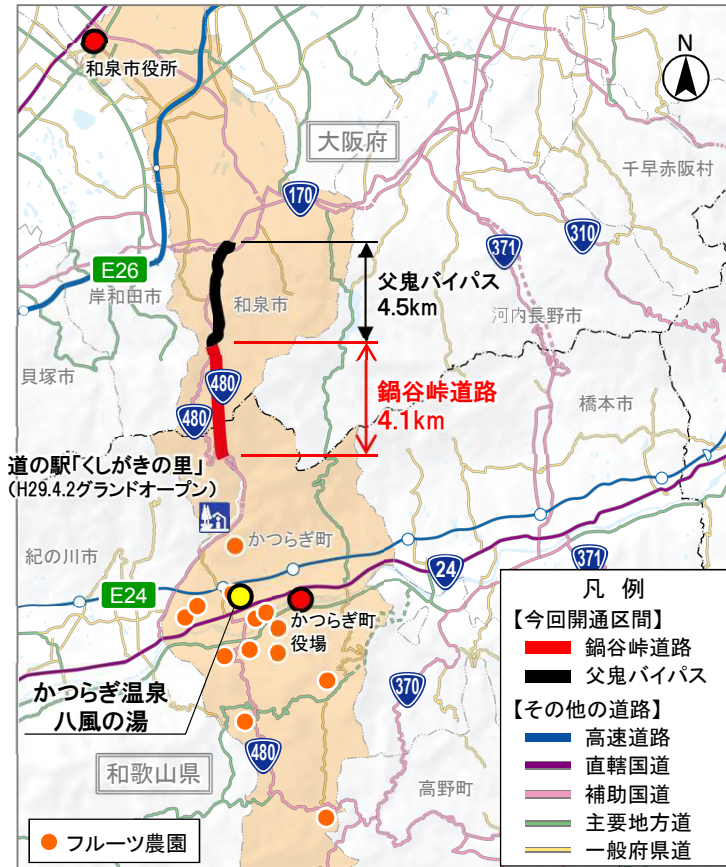 和泉市役所
N
大阪府
千早赤阪村
170
310
371
E26
父鬼バイパス
4.5km
岸和田市
和泉市
河内長野市
貝塚市
480
480
鍋谷峠道路
4.1km
橋本市
道の駅「くしがきの里」
（H29.4.2グランドオープン）
かつらぎ町
紀の川市
24
371
E24
かつらぎ町
役場
かつらぎ温泉
八風の湯
370
480
和歌山県
高野町
フルーツ農園
凡 例
【今回開通区間】
鍋谷峠道路
父鬼バイパス
【その他の道路】
高速道路
直轄国道
補助国道
主要地方道
一般府県道